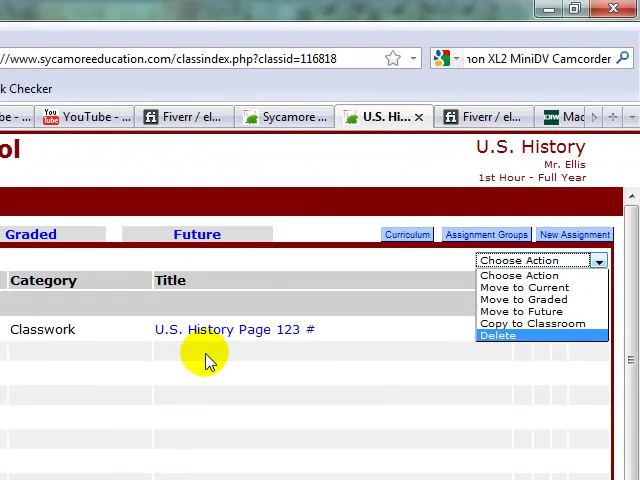 //www.sycamoreeducation.com/classindex.php?classid=116818
non XL2 MiniDV Camcorder
k Checker
be - ...
YouTube - ...
Fiverr / el...
Sycamore ...
U.S. Hi...
Fiverr / el...
Mac
ol
U.S. History
Mr. Ellis
1st Hour - Full Year
Graded
Future
Curriculum
Assignment Groups
New Assignment
Choose Action
Category
Title
Choose Action
Move to Current
Move to Graded
Move to Future
Copy to Classroom
Delete
Classwork
U.S. History Page 123 #